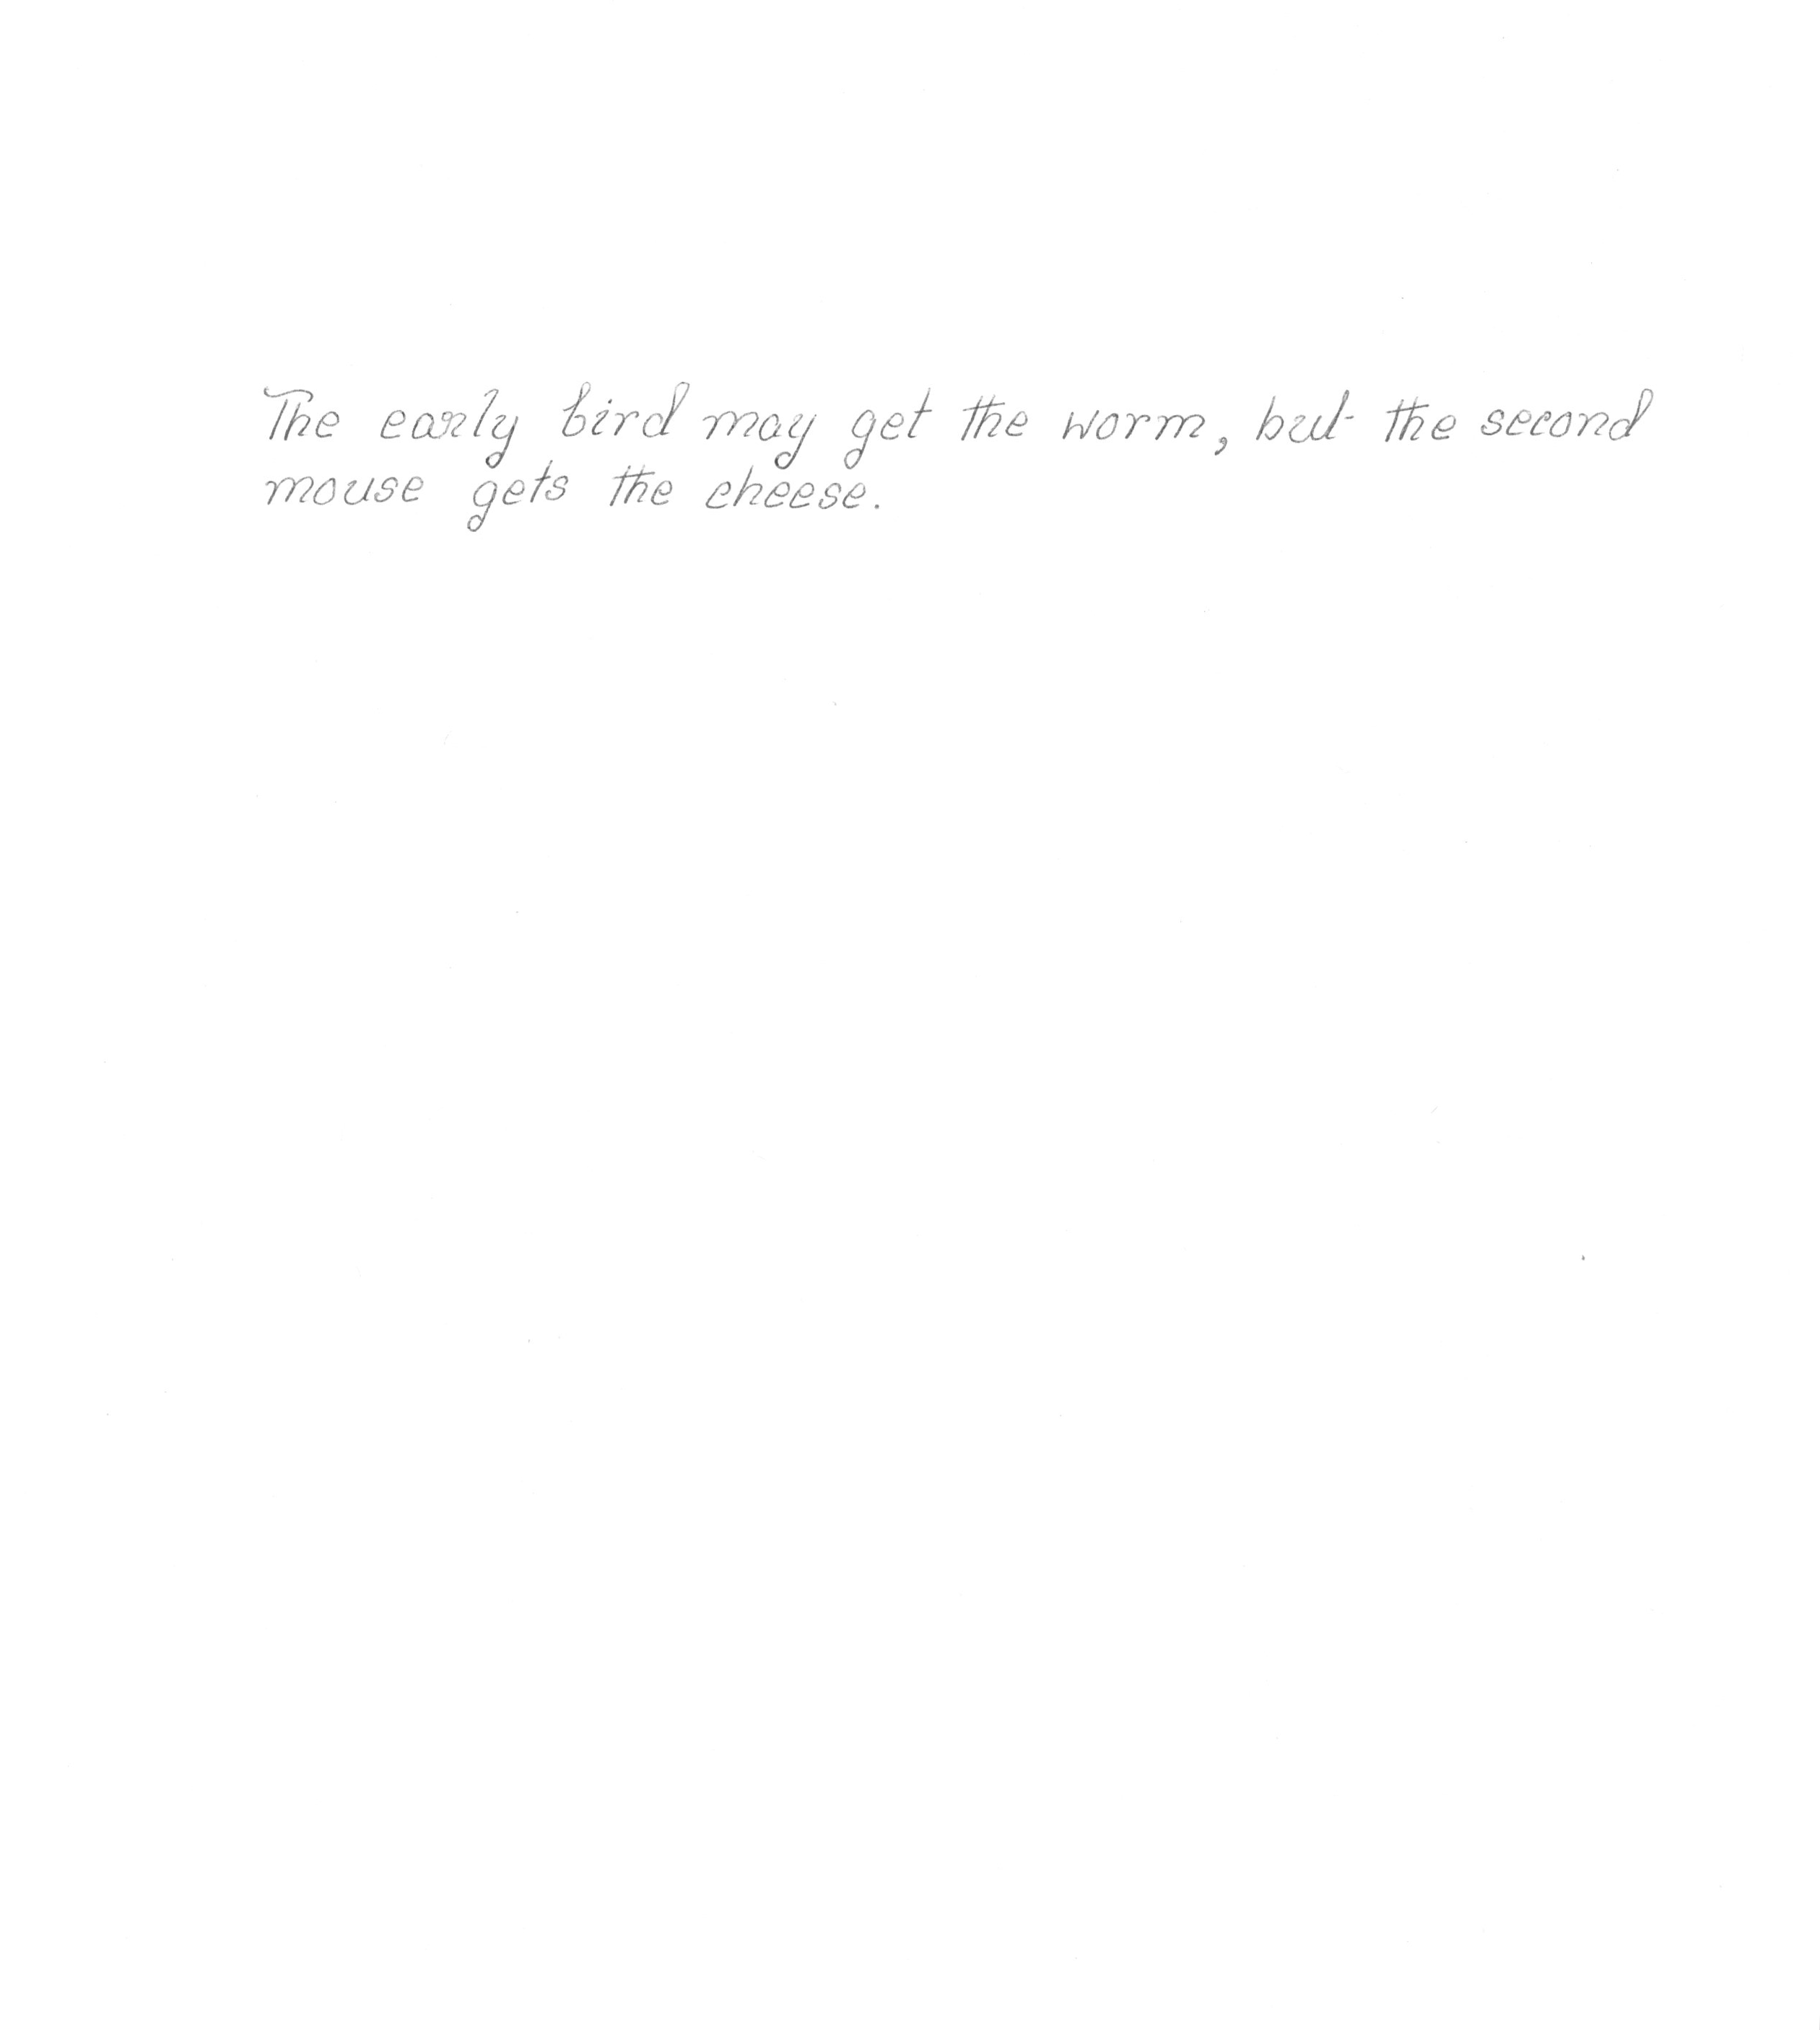 The early bird may get the worm, but the second
mouse gets the cheese.